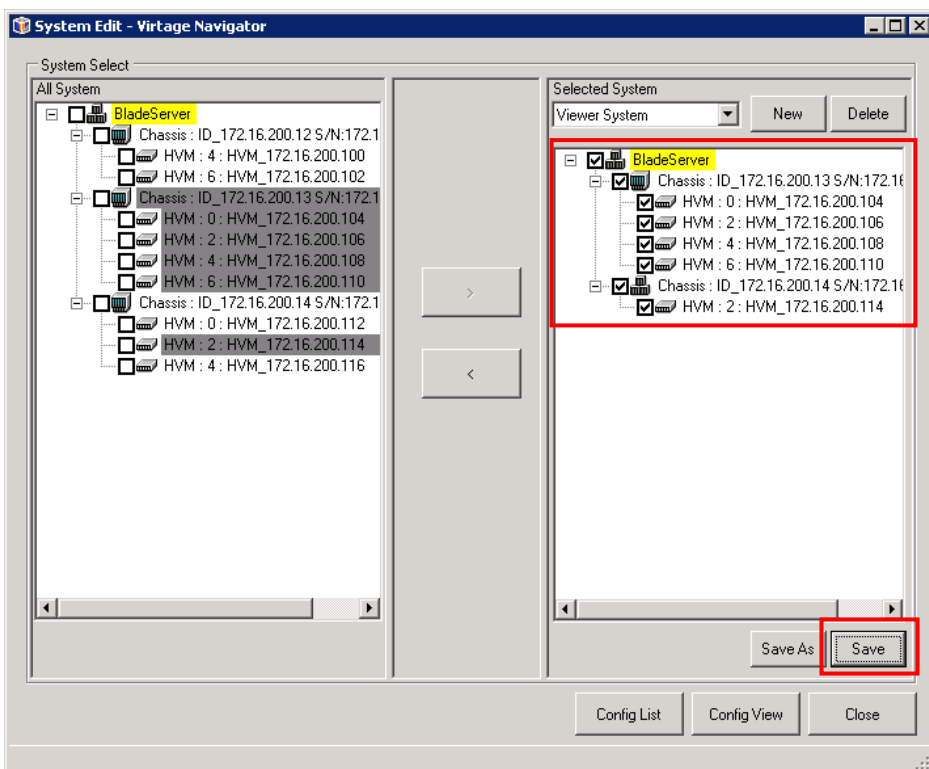 System Edit - Virtage Navigator
System Select
All System
BladeServer
Chassis : ID_172.16.200.12 S/N:172.1
HVM : 4 : HVM_172.16.200.100
HVM : 6 : HVM_172.16.200.102
Chassis : ID_172.16.200.13 S/N:172.1
HVM : 0 : HVM_172.16.200.104
HVM : 2 : HVM_172.16.200.106
HVM : 4 : HVM_172.16.200.108
HVM : 6 : HVM_172.16.200.110
Chassis : ID_172.16.200.14 S/N:172.1
HVM : 0 : HVM_172.16.200.112
HVM : 2 : HVM_172.16.200.114
HVM : 4 : HVM_172.16.200.116
>
<
Selected System
Viewer System
New
Delete
BladeServer
Chassis : ID_172.16.200.13 S/N:172.16
HVM : 0 : HVM_172.16.200.104
HVM : 2 : HVM_172.16.200.106
HVM : 4 : HVM_172.16.200.108
HVM : 6 : HVM_172.16.200.110
Chassis : ID_172.16.200.14 S/N:172.16
HVM : 2 : HVM_172.16.200.114
Save As
Save
Config List
Config View
Close